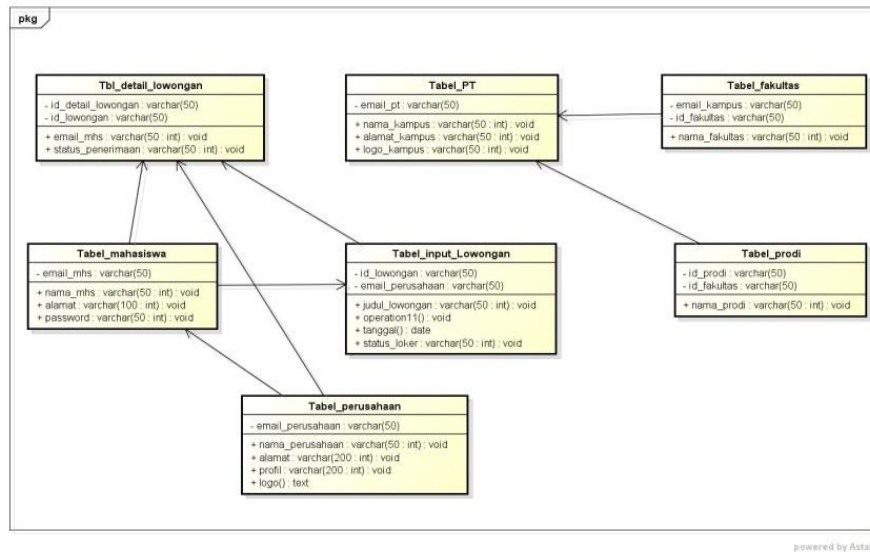 pkg
Tbl_detail_lowongan
- id_detail_lowongan : varchar(50)
- id_lowongan : varchar(50)
+ email_mhs : varchar(50 : int) : void
+ status_penerimaan : varchar(50 : int) : void
Tabel_PT
- email_pt : varchar(50)
+ nama_kampus : varchar(50 : int) : void
+ alamat_kampus : varchar(50 : int) : void
+ logo_kampus : varchar(50 : int) : void
Tabel_fakultas
- email_kampus : varchar(50)
- id_fakultas : varchar(50)
+ nama_fakultas : varchar(50 : int) : void
Tabel_mahasiswa
- email_mhs : varchar(50)
+ nama_mhs : varchar(50 : int) : void
+ alamat : varchar(100 : int) : void
+ password : varchar(50 : int) : void
Tabel_input_Lowongan
- id_lowongan : varchar(50)
- email_perusahaan : varchar(50)
+ judul_lowongan : varchar(50 : int) : void
+ operation11() : void
+ tanggal() : date
+ status_loker : varchar(50 : int) : void
Tabel_prodi
- id_prodi : varchar(50)
- id_fakultas : varchar(50)
+ nama_prodi : varchar(50 : int) : void
Tabel_perusahaan
- email_perusahaan : varchar(50)
+ nama_perusahaan : varchar(50 : int) : void
+ alamat : varchar(200 : int) : void
+ profil : varchar(200 : int) : void
+ logo() : text
powered by Asta